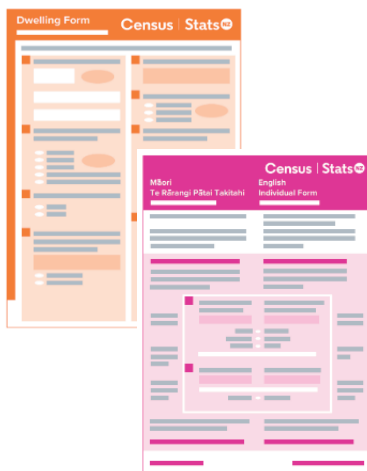 Dwelling Form
Census | Stats NZ
Census | Stats NZ
Māori
Te Rārangi Pātai Takitahi
English
Individual Form